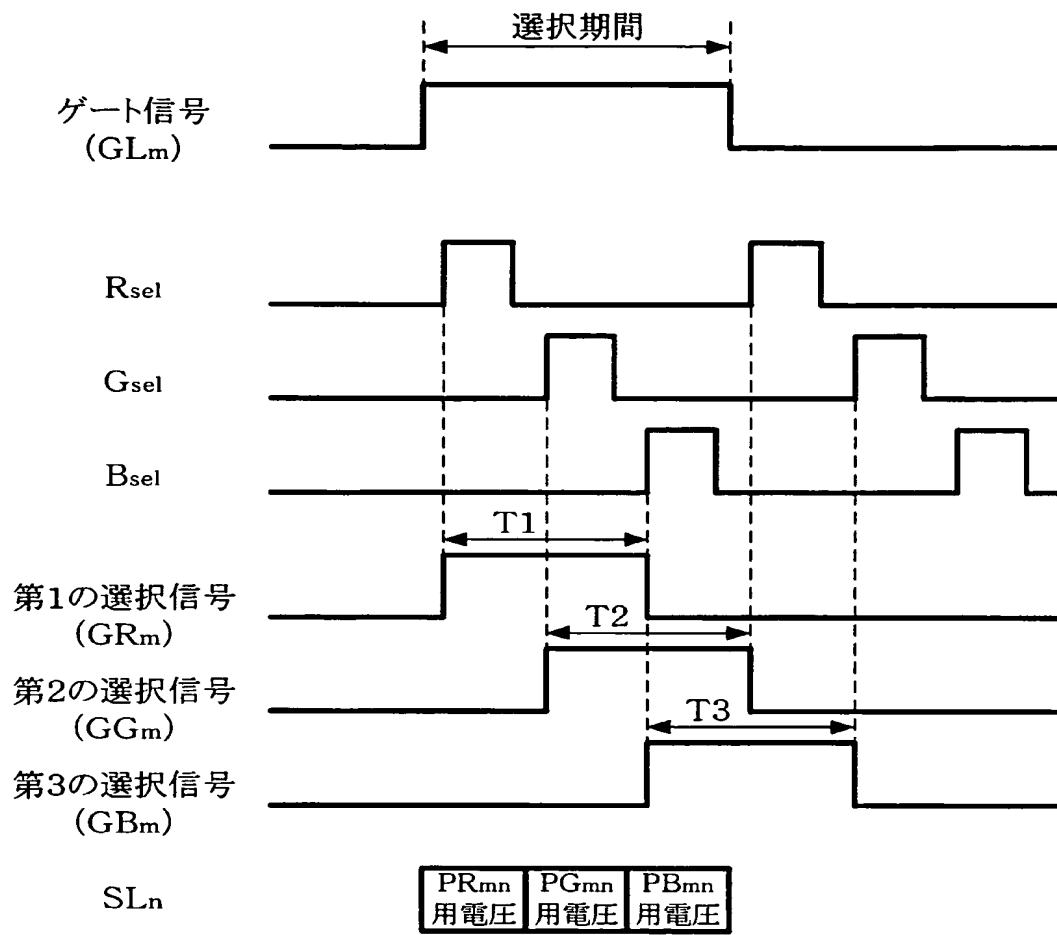 選択期間
ゲート信号
(GLm)
Rsel
Gsel
Bsel
T1
第1の選択信号
(GRm)
T2
第2の選択信号
(GGm)
T3
第3の選択信号
(GBm)
SLn
PRmn
用電圧
PGmn
用電圧
PBmn
用電圧